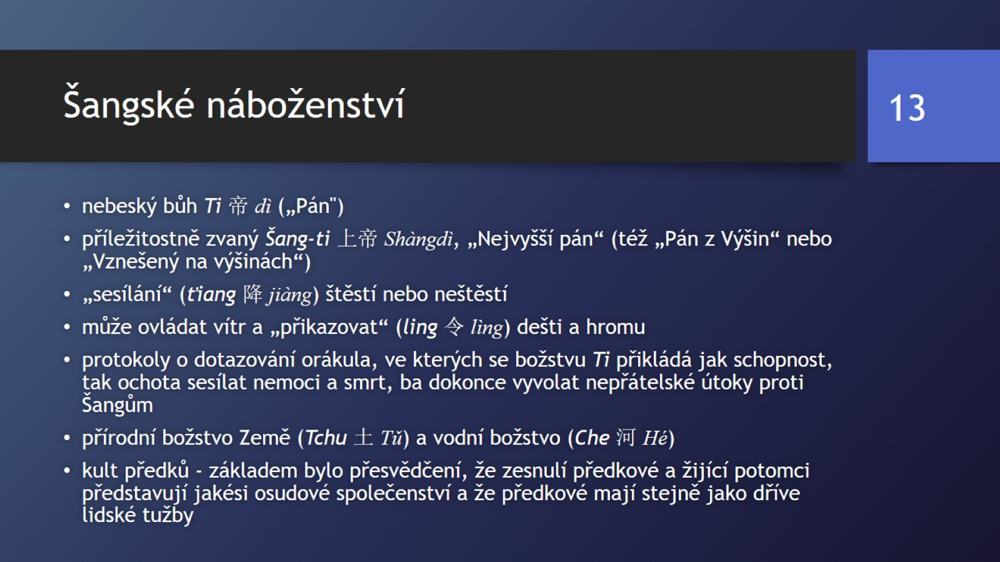 Šangské náboženství
13
• nebeský bůh Ti 帝 dì („Pán")
• příležitostně zvaný Šang-ti 上帝 Shàngdì, „Nejvyšší pán“ (též „Pán z Výšin“ nebo
„Vznešený na výšinách“)
• „sesílání“ (ťiang 降 jiàng) štěstí nebo neštěstí
• může ovládat vítr a „přikazovat“ (ling 令 lìng) dešti a hromu
• protokoly o dotazování orákula, ve kterých se božstvu Ti přikládá jak schopnost,
tak ochota sesílat nemoci a smrt, ba dokonce vyvolat nepřátelské útoky proti
Šangům
• přírodní božstvo Země (Tchu 土 Tǔ) a vodní božstvo (Che 河 Hé)
• kult předků - základem bylo přesvědčení, že zesnulí předkové a žijící potomci
představují jakési osudové společenství a že předkové mají stejně jako dříve
lidské tužby